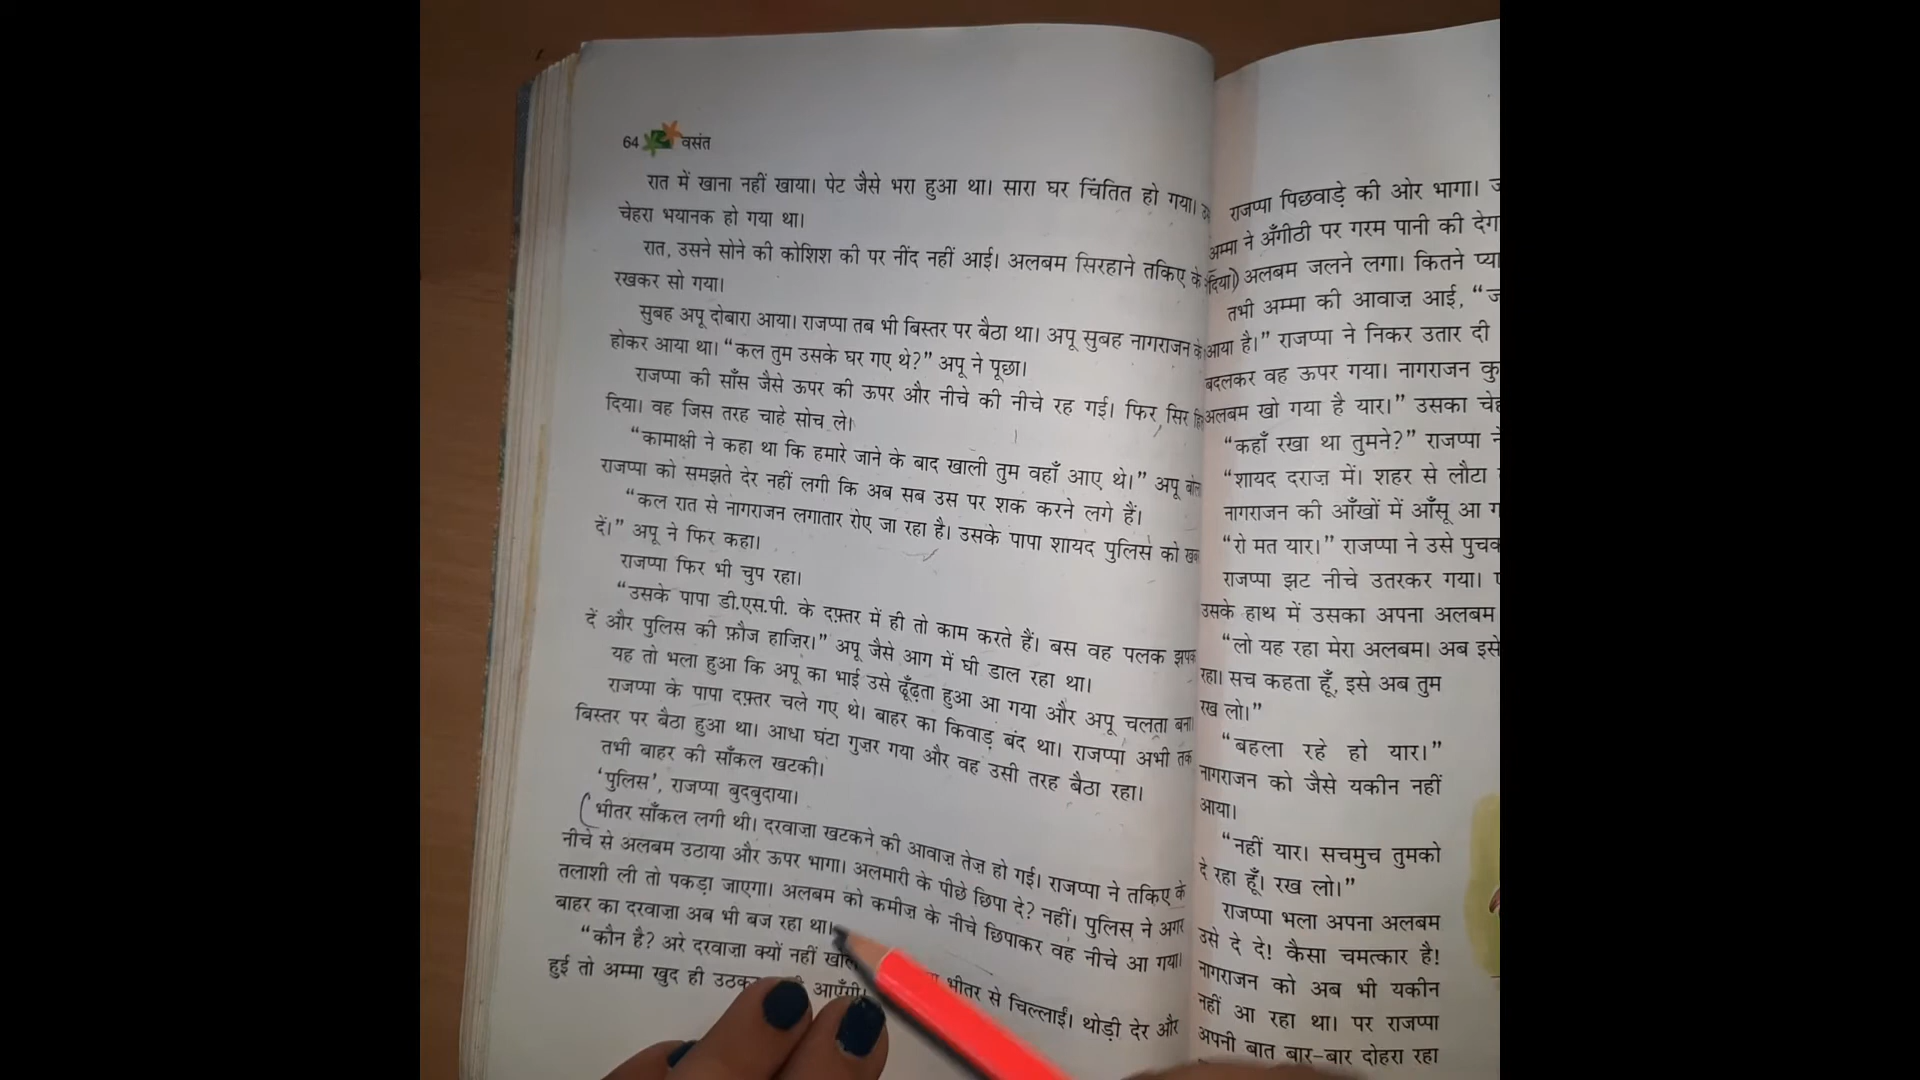 64 वसंत
रात में खाना नहीं खाया। पेट जैसे भरा हुआ था। सारा घर चिंतित हो गया।
चेहरा भयानक हो गया था।
रात, उसने सोने की कोशिश की पर नींद नहीं आई। अलबम सिरहाने तकिए के
रखकर सो गया।
सुबह अपू दोबारा आया। राजप्पा तब भी बिस्तर पर बैठा था। अपू सुबह नागराजन के
होकर आया था। “कल तुम उसके घर गए थे?” अपू ने पूछा।
राजप्पा की साँस जैसे ऊपर की ऊपर और नीचे की नीचे रह गई। फिर सिर
दिया। वह जिस तरह चाहे सोच ले।
“कामाक्षी ने कहा था कि हमारे जाने के बाद खाली तुम वहाँ आए थे।” अपू
राजप्पा को समझते देर नहीं लगी कि अब सब उस पर शक करने लगे हैं।
“कल रात से नागराजन लगातार रोए जा रहा है। उसके पापा शायद पुलिस को
दें।” अपू ने फिर कहा।
राजप्पा फिर भी चुप रहा।
“उसके पापा डी.एस.पी. के दफ़्तर में ही तो काम करते हैं। बस वह पलक
दें और पुलिस की फ़ौज हाज़िर।” अपू जैसे आग में घी डाल रहा था।
यह तो भला हुआ कि अपू का भाई उसे ढूँढ़ता हुआ आ गया और अपू चलता बना।
राजप्पा के पापा दफ़्तर चले गए थे। बाहर का किवाड़ बंद था। राजप्पा अभी तक
बिस्तर पर बैठा हुआ था। आधा घंटा गुज़र गया और वह उसी तरह बैठा रहा।
तभी बाहर की साँकल खटकी।
‘पुलिस’, राजप्पा बुदबुदाया।
भीतर साँकल लगी थी। दरवाज़ा खटकने की आवाज़ तेज़ हो गई। राजप्पा ने तकिए के
नीचे से अलबम उठाया और ऊपर भागा। अलमारी के पीछे छिपा दे? नहीं। पुलिस ने अगर
तलाशी ली तो पकड़ा जाएगा। अलबम को कमीज़ के नीचे छिपाकर वह नीचे आ गया।
बाहर का दरवाज़ा अब भी बज रहा था।
“कौन है? अरे दरवाज़ा क्यों नहीं भीतर से चिल्लाईं। थोड़ी देर और
हुई तो अम्मा खुद ही आएँगी।
राजप्पा पिछवाड़े की ओर भागा।
अम्मा ने अँगीठी पर गरम पानी की देग
दिया) अलबम जलने लगा। कितने
तभी अम्मा की आवाज़ आई,
आया है।” राजप्पा ने निकर उतार दी
बदलकर वह ऊपर गया। नागराजन
अलबम खो गया है यार।” उसका
“कहाँ रखा था तुमने?” राजप्पा
“शायद दराज़ में। शहर से लौटा
नागराजन की आँखों में आँसू आ
“रो मत यार।” राजप्पा ने उसे
राजप्पा झट नीचे उतरकर गया।
उसके हाथ में उसका अपना अलबम
“लो यह रहा मेरा अलबम। अब इसे
रहा। सच कहता हूँ, इसे अब तुम
रख लो।”
“बहला रहे हो यार।”
नागराजन को जैसे यकीन नहीं
आया।
“नहीं यार। सचमुच तुमको
दे रहा हूँ। रख लो।”
राजप्पा भला अपना अलबम
उसे दे दे! कैसा चमत्कार है!
नागराजन को अब भी यकीन
नहीं आ रहा था। पर राजप्पा
अपनी बात बार-बार दोहरा रहा